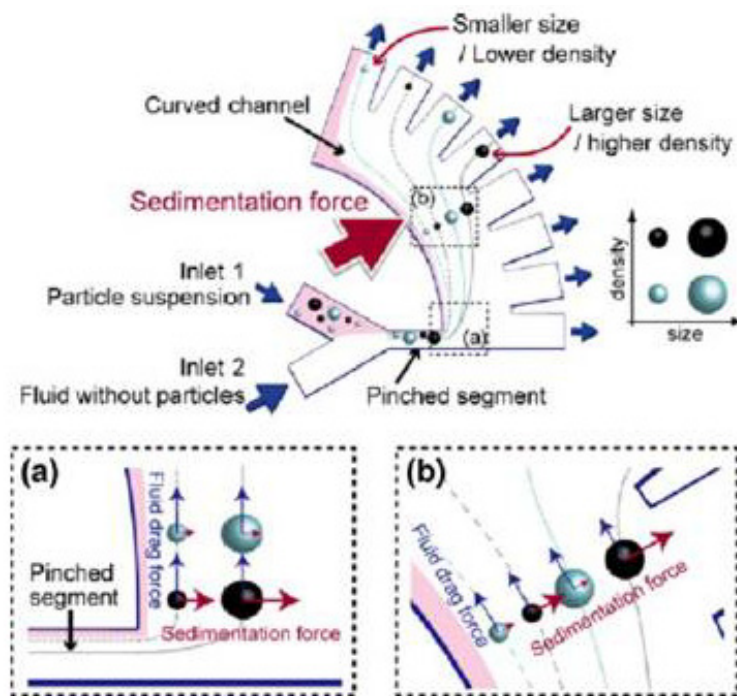 Smaller size
/ Lower density
Curved channel
Larger size
/ higher density
Sedimentation force
(b)
Inlet 1
Particle suspension
density
size
(a)
Inlet 2
Fluid without particles
Pinched segment
(a)
Fluid drag force
Pinched
segment
Sedimentation force
(b)
Fluid drag force
Sedimentation force